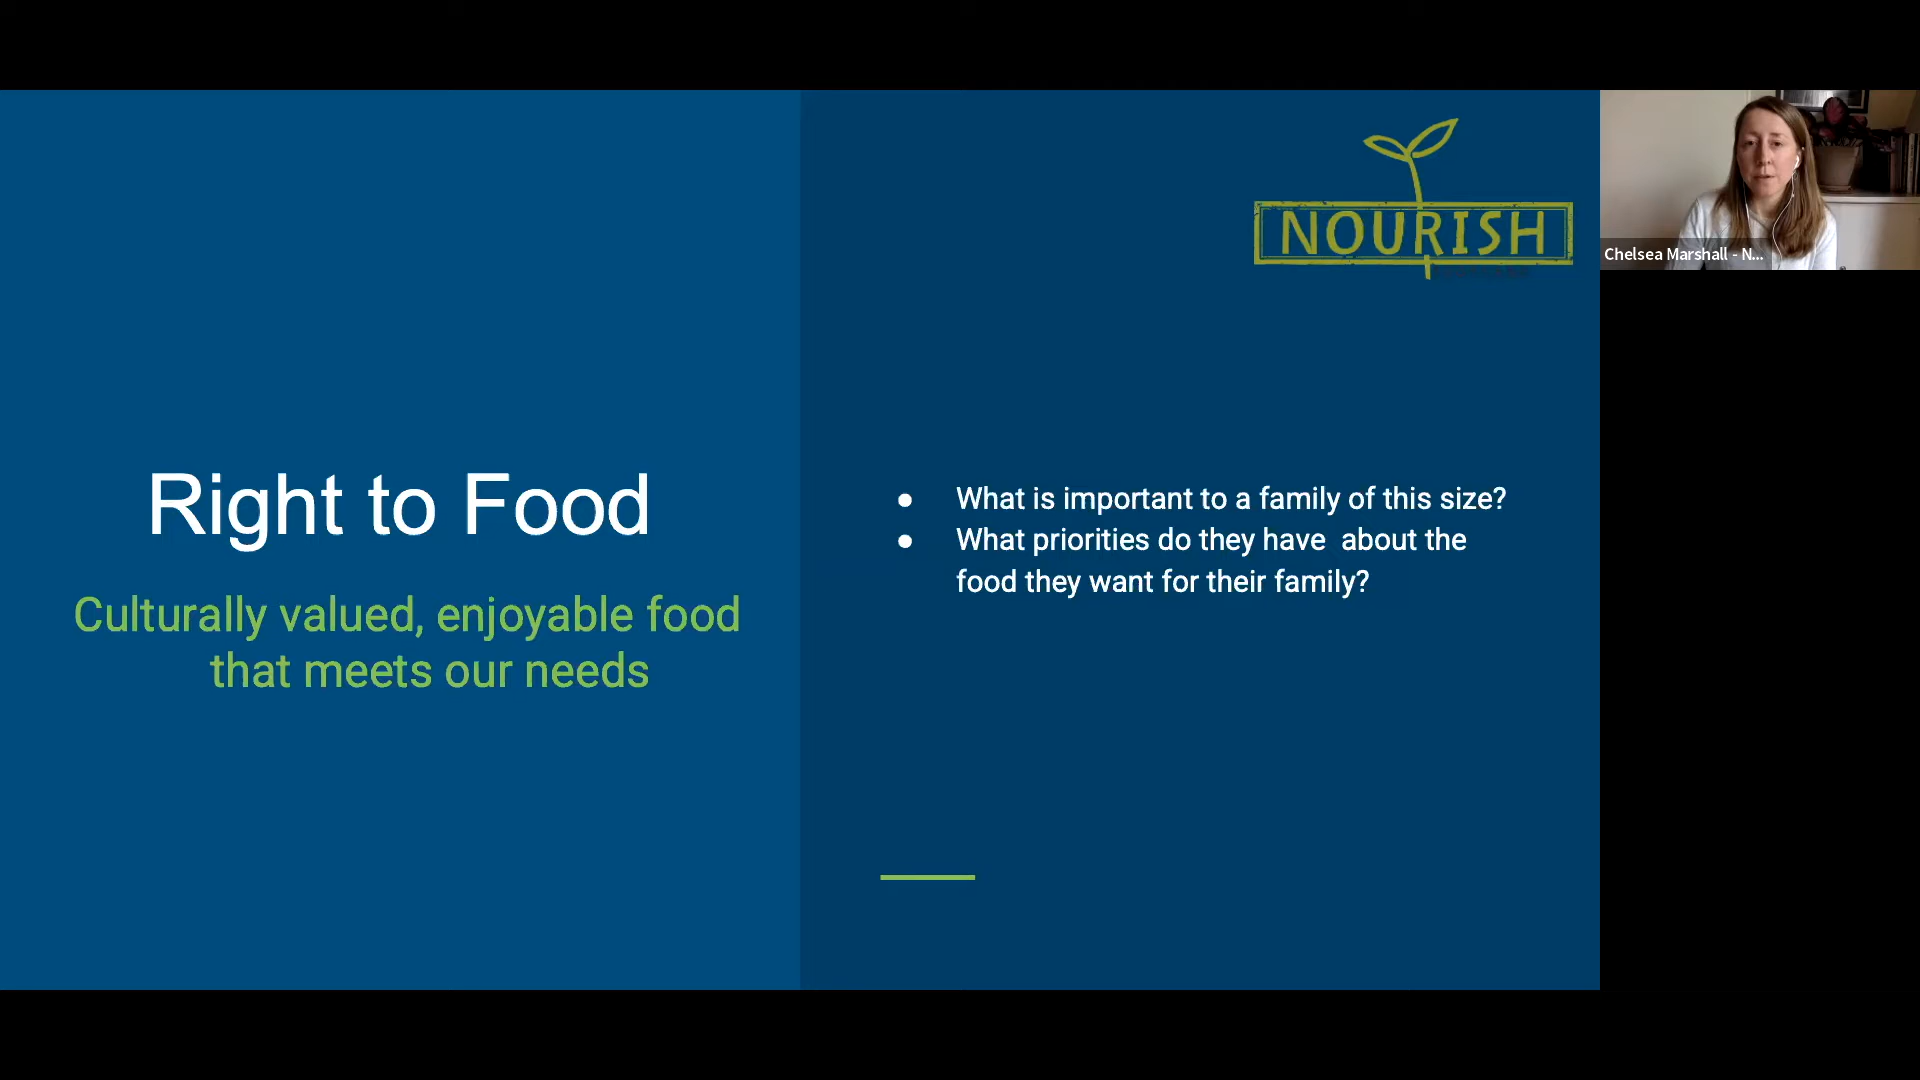 NOURISH
Chelsea Marshall - N...
Right to Food
Culturally valued, enjoyable food
that meets our needs
● What is important to a family of this size?
● What priorities do they have  about the
food they want for their family?